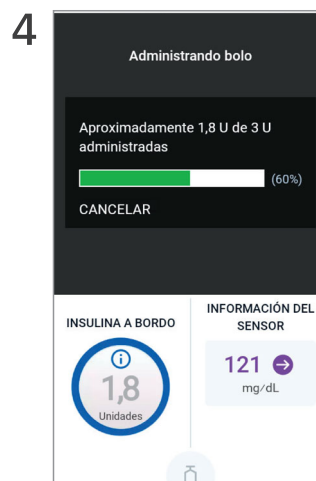 4
Administrando bolo
Aproximadamente 1,8 U de 3 U
administradas
(60%)
CANCELAR
INSULINA A BORDO
1,8
Unidades
INFORMACIÓN DEL
SENSOR
121
mg/dL